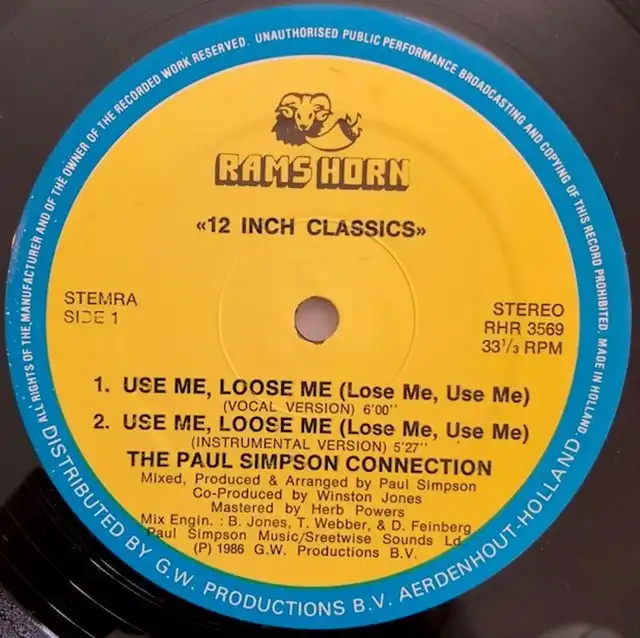 ALL RIGHTS OF THE MANUFACTURER AND OF THE OWNER OF THE RECORDED WORK RESERVED. UNAUTHORISED PUBLIC PERFORMANCE BROADCASTING AND COPYING OF THIS RECORD PROHIBITED. MADE IN HOLLAND
RAMS HORN
«12 INCH CLASSICS»
STEMRA
SIDE 1
STEREO
RHR 3569
33 1/3 RPM
1. USE ME, LOOSE ME (Lose Me, Use Me)
(VOCAL VERSION) 6'00''
2. USE ME, LOOSE ME (Lose Me, Use Me)
(INSTRUMENTAL VERSION) 5'27''
THE PAUL SIMPSON CONNECTION
Mixed, Produced & Arranged by Paul Simpson
Co-Produced by Winston Jones
Mastered by Herb Powers
Mix Engin. : B. Jones, T. Webber, & D. Feinberg
Paul Simpson Music/Sreetwise Sounds Ld
(P) 1986 G.W. Productions B.V.
DISTRIBUTED BY G.W. PRODUCTIONS B.V. AERDENHOUT-HOLLAND